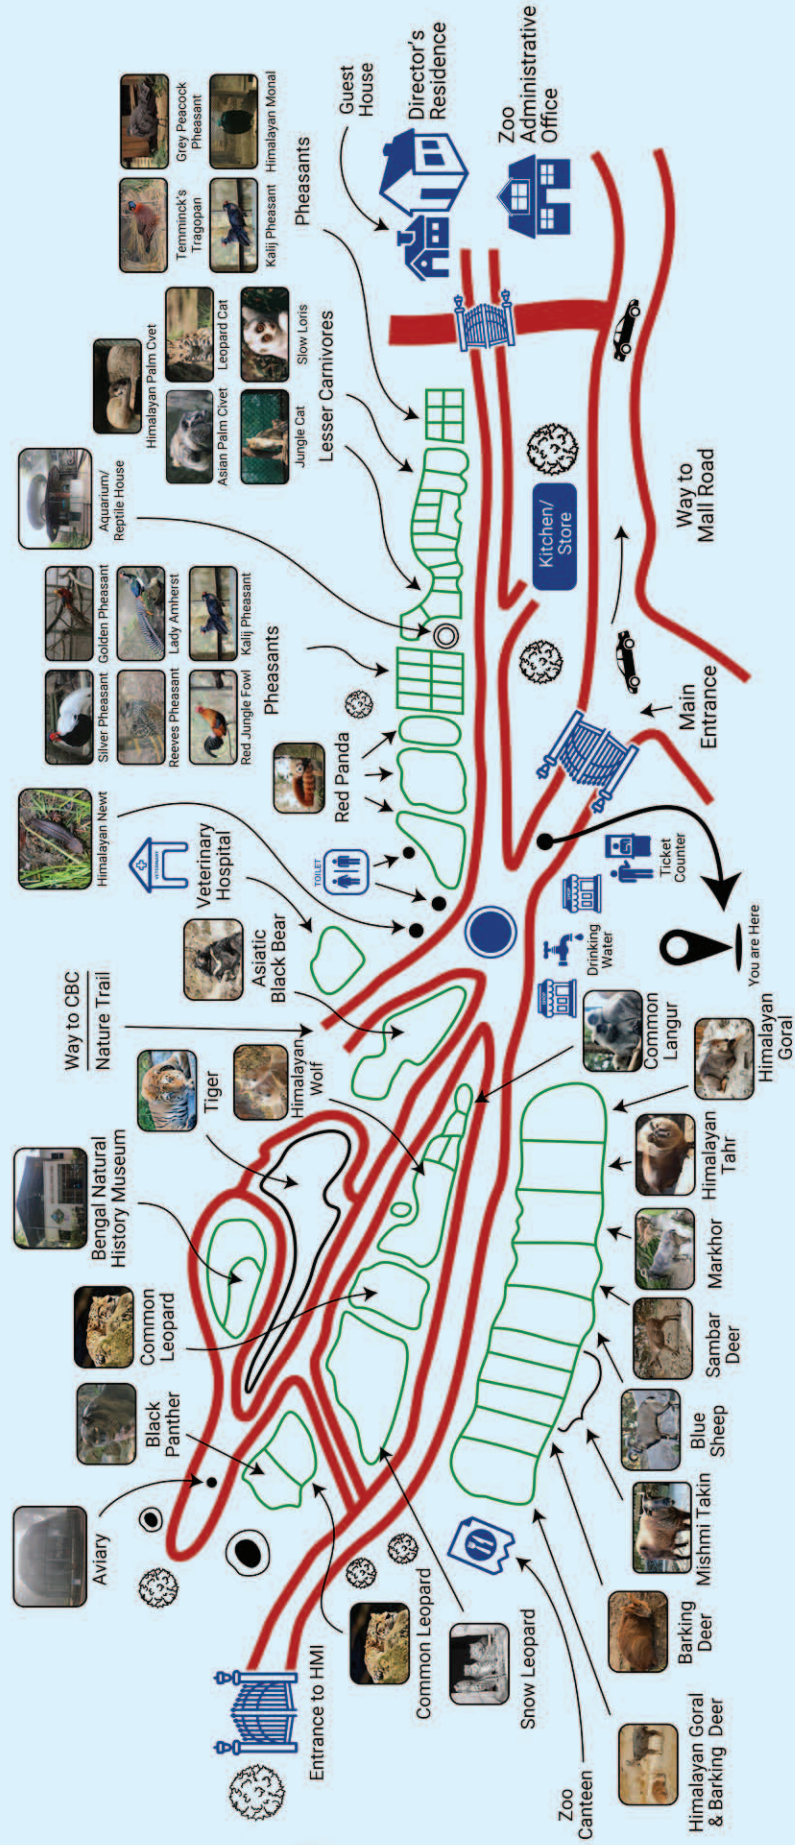 Grey Peacock
Pheasant
Himalayan Monal
Temminck's
Tragopan
Kalij Pheasant
Pheasants
Guest
House
Director's
Residence
Zoo
Administrative
Office
Himalayan Palm Cvet
Leopard Cat
Asian Palm Civet
Slow Loris
Jungle Cat
Lesser Carnivores
Aquarium/
Reptile House
Golden Pheasant
Lady Amherst
Kalij Pheasant
Silver Pheasant
Reeves Pheasant
Red Jungle Fowl
Pheasants
Red Panda
Kitchen/
Store
Way to
Mall Road
Main
Entrance
Himalayan Newt
VETERINARY
Veterinary
Hospital
TOILET
Asiatic
Black Bear
Way to CBC
Nature Trail
Tiger
Himalayan
Wolf
Ticket
Counter
Drinking
Water
You are Here
Common
Langur
Himalayan
Goral
Himalayan
Tahr
Markhor
Sambar
Deer
Blue
Sheep
Mishmi Takin
Barking
Deer
Himalayan Goral
& Barking Deer
Bengal Natural
History Museum
Common
Leopard
Black
Panther
Aviary
Entrance to HMI
Common Leopard
Snow Leopard
Zoo
Canteen